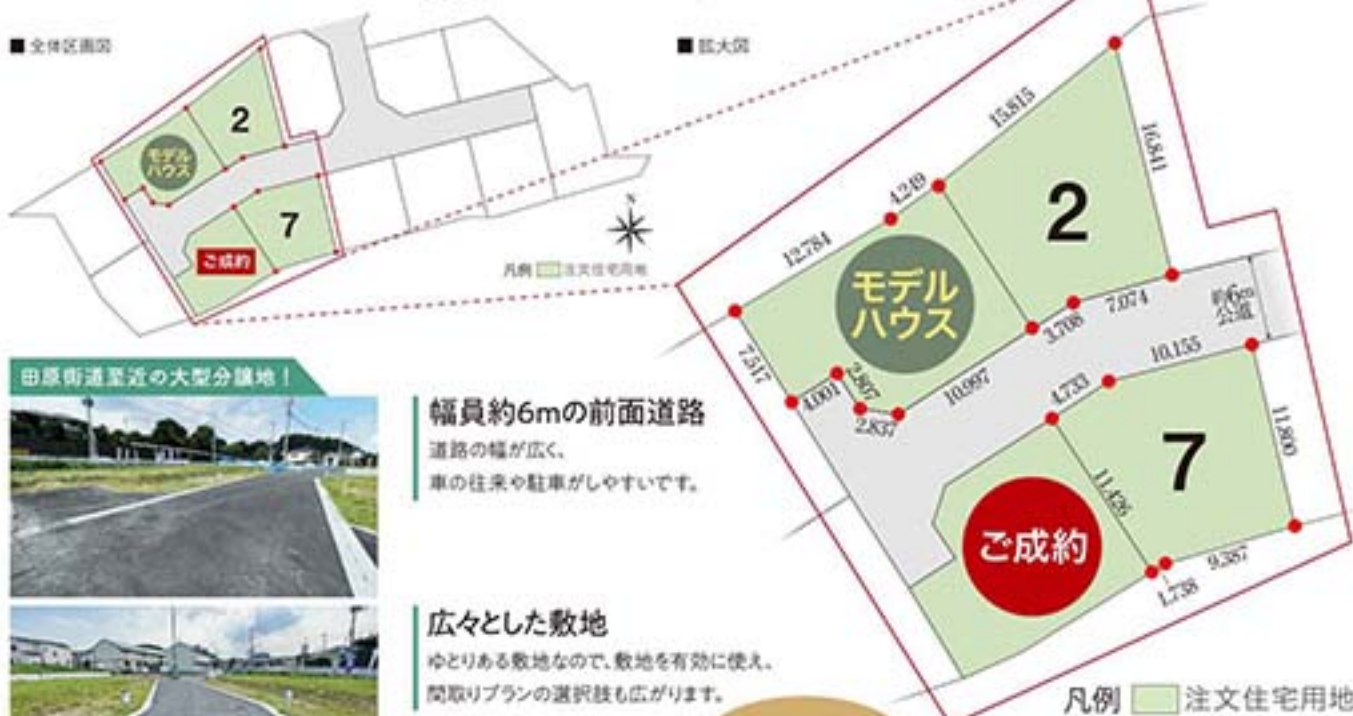 ■ 全体区画図
2
モデル
ハウス
7
ご成約
N
凡例 注文住宅用地
■ 拡大図
15.815
16.841
4.249
2
12.784
モデル
ハウス
7.074
約6m
公道
3.708
10.155
7.517
4.001
2.807
2.837
10.997
4.733
7
11.800
11.426
ご成約
9.387
1.738
凡例 注文住宅用地
田原街道至近の大型分譲地！
幅員約6mの前面道路
道路の幅が広く、
車の往来や駐車がしやすいです。
広々とした敷地
ゆとりある敷地なので、敷地を有効に使え、
間取りプランの選択肢も広がります。